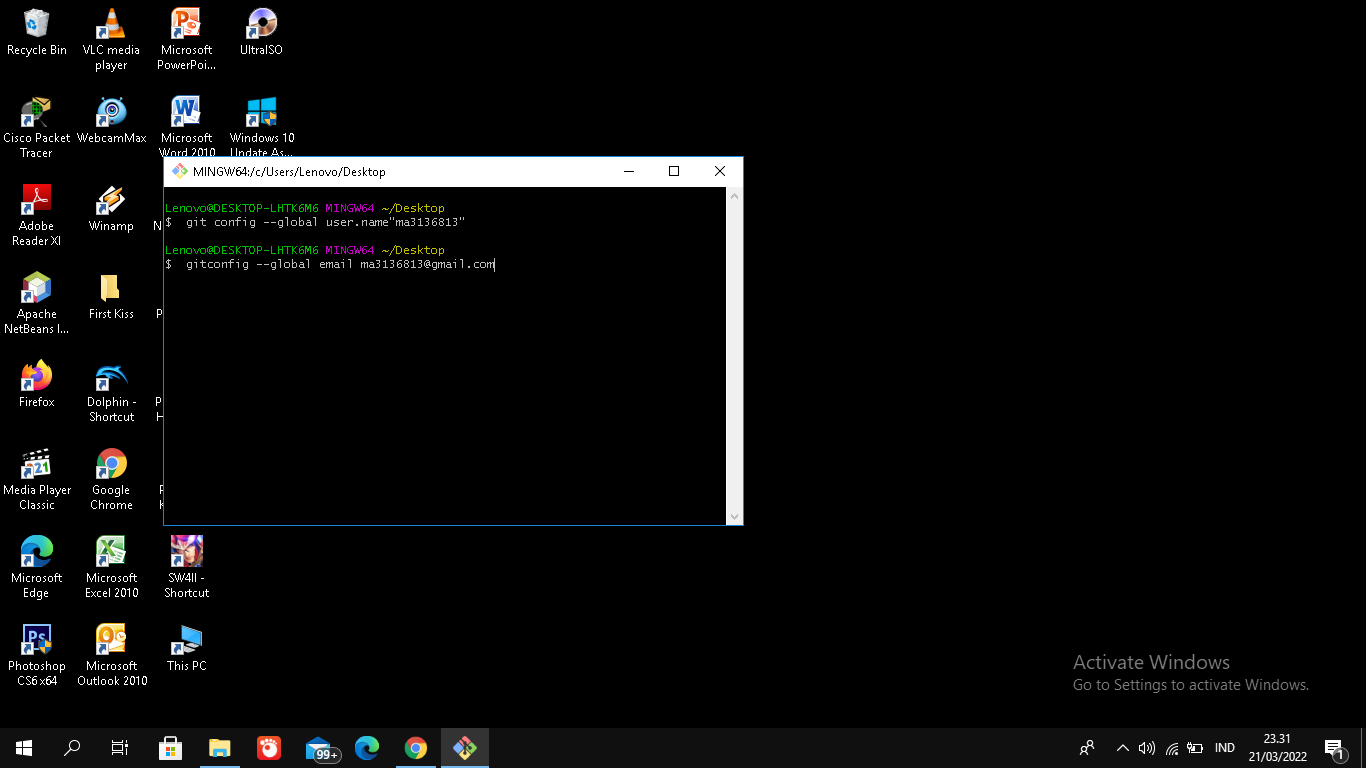 Recycle Bin
VLC media
player
Microsoft
PowerPoi...
UltraISO
Cisco Packet
Tracer
WebcamMax
Microsoft
Word 2010
Windows 10
Update As...
MINGW64:/c/Users/Lenovo/Desktop
Lenovo@DESKTOP-LHTK6M6 MINGW64 ~/Desktop
$  git config --global user.name"ma3136813"
Lenovo@DESKTOP-LHTK6M6 MINGW64 ~/Desktop
$  gitconfig --global email ma3136813@gmail.com
Adobe
Reader XI
Winamp
Apache
NetBeans I...
First Kiss
Firefox
Dolphin -
Shortcut
Media Player
Classic
Google
Chrome
Microsoft
Edge
Microsoft
Excel 2010
SW4II -
Shortcut
Photoshop
CS6 x64
Microsoft
Outlook 2010
This PC
Activate Windows
Go to Settings to activate Windows.
99+
IND
23.31
21/03/2022
1